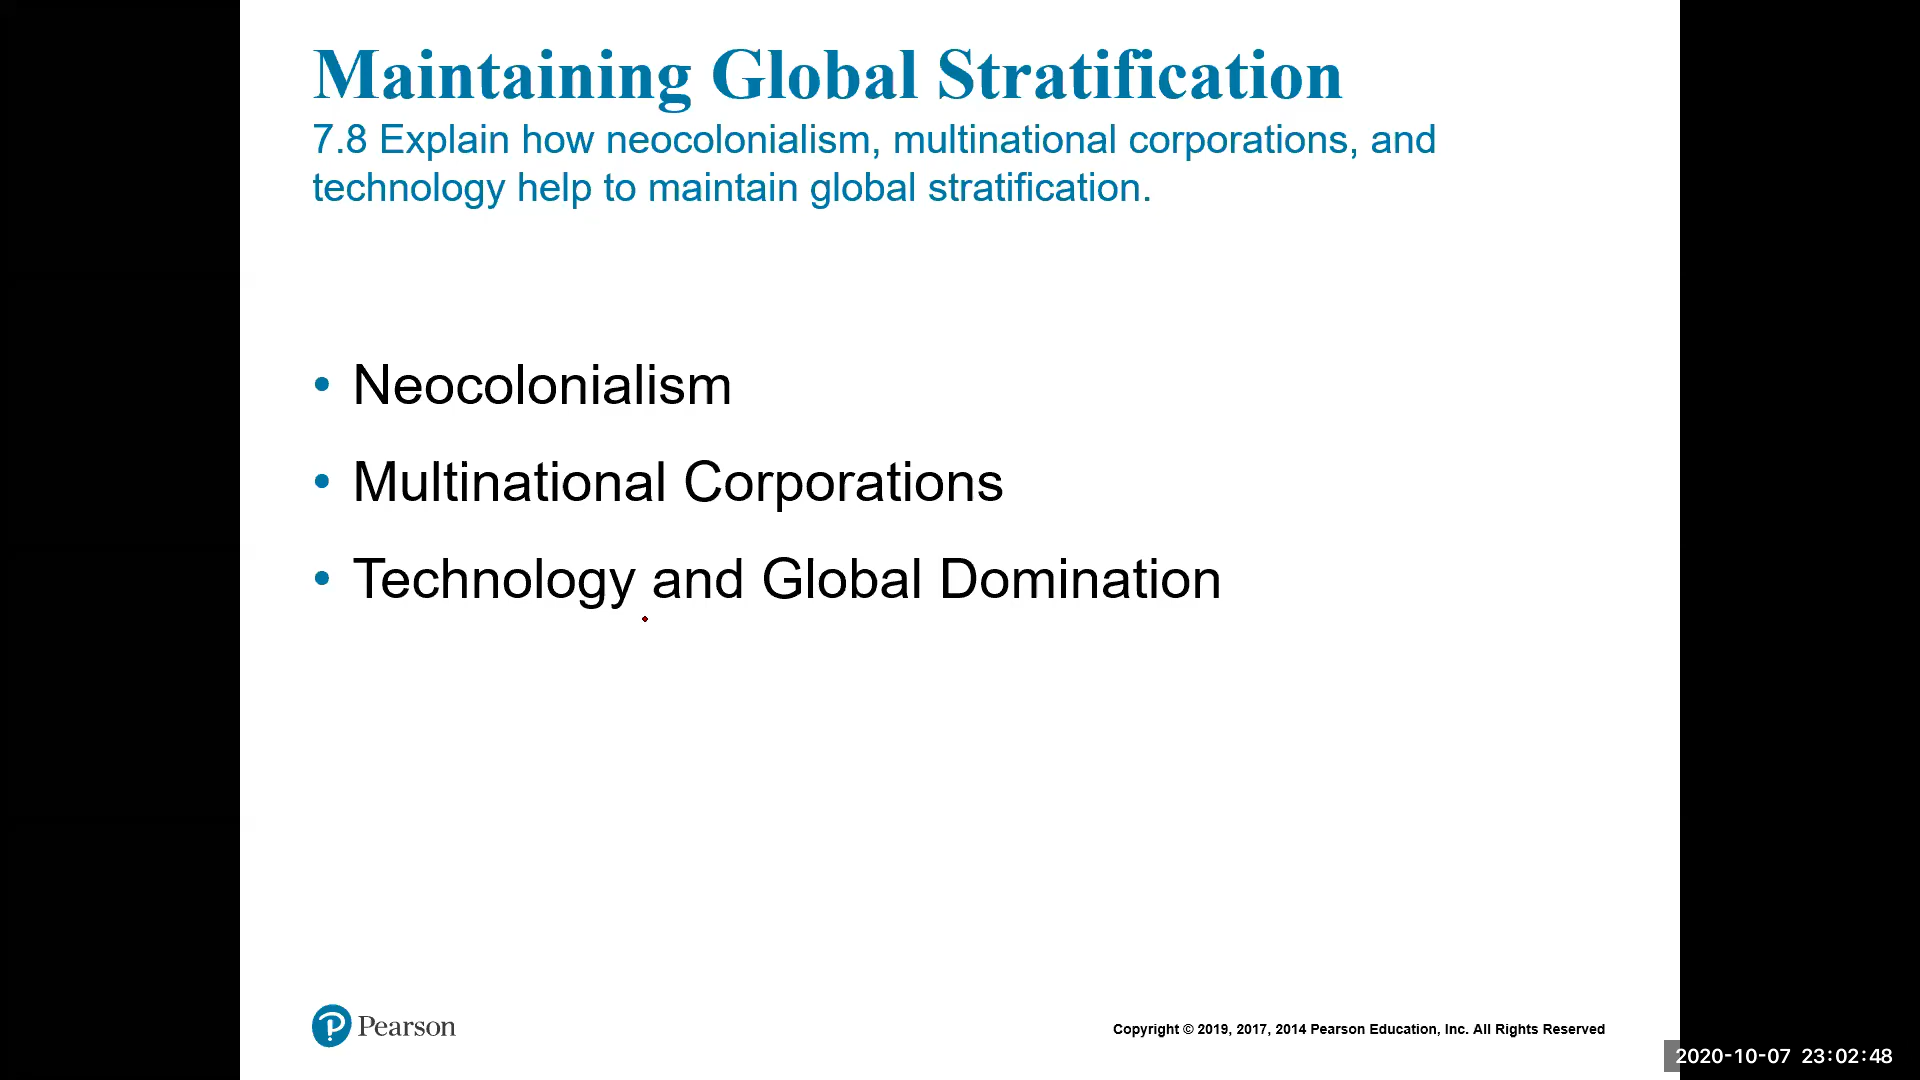 Maintaining Global Stratification
7.8 Explain how neocolonialism, multinational corporations, and
technology help to maintain global stratification.
• Neocolonialism
• Multinational Corporations
• Technology and Global Domination
Pearson
Copyright © 2019, 2017, 2014 Pearson Education, Inc. All Rights Reserved
2020-10-07 23:02:48